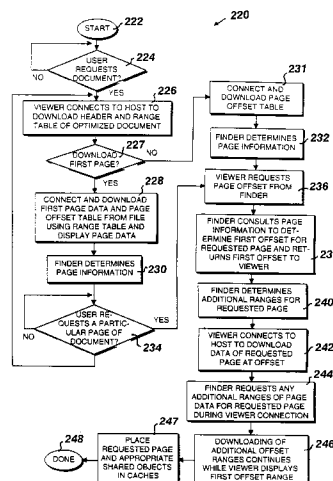 220
START
222
224
USER
REQUESTS
DOCUMENT?
NO
YES
226
VIEWER CONNECTS TO HOST TO
DOWNLOAD HEADER AND RANGE
TABLE OF OPTIMIZED DOCUMENT
227
DOWNLOAD
FIRST PAGE?
NO
YES
228
CONNECT AND DOWNLOAD
FIRST PAGE DATA AND PAGE
OFFSET TABLE FROM FILE
USING RANGE TABLE AND
DISPLAY PAGE DATA
FINDER DETERMINES
PAGE INFORMATION
230
USER RE-
QUESTS A PARTIC-
ULAR PAGE OF
DOCUMENT?
NO
YES
234
231
CONNECT AND
DOWNLOAD PAGE
OFFSET TABLE
FINDER DETERMINES
PAGE INFORMATION
232
VIEWER REQUESTS
PAGE OFFSET FROM
FINDER
236
FINDER CONSULTS PAGE
INFORMATION TO DE-
TERMINE FIRST OFFSET FOR
REQUESTED PAGE AND RE-
TURNS FIRST OFFSET TO
VIEWER
23
FINDER DETERMINES
ADDITIONAL RANGES FOR
REQUESTED PAGE
240
VIEWER CONNECTS TO
HOST TO DOWNLOAD
DATA OF REQUESTED
PAGE AT OFFSET
242
244
FINDER REQUESTS ANY
ADDITIONAL RANGES OF PAGE
DATA FOR REQUESTED PAGE
DURING VIEWER CONNECTION
DOWNLOADING OF
ADDITIONAL OFFSET
RANGES CONTINUES
WHILE VIEWER DISPLAYS
FIRST OFFSET RANGE
246
247
PLACE
REQUESTED PAGE
AND APPROPRIATE
SHARED OBJECTS
IN CACHES
248
DONE